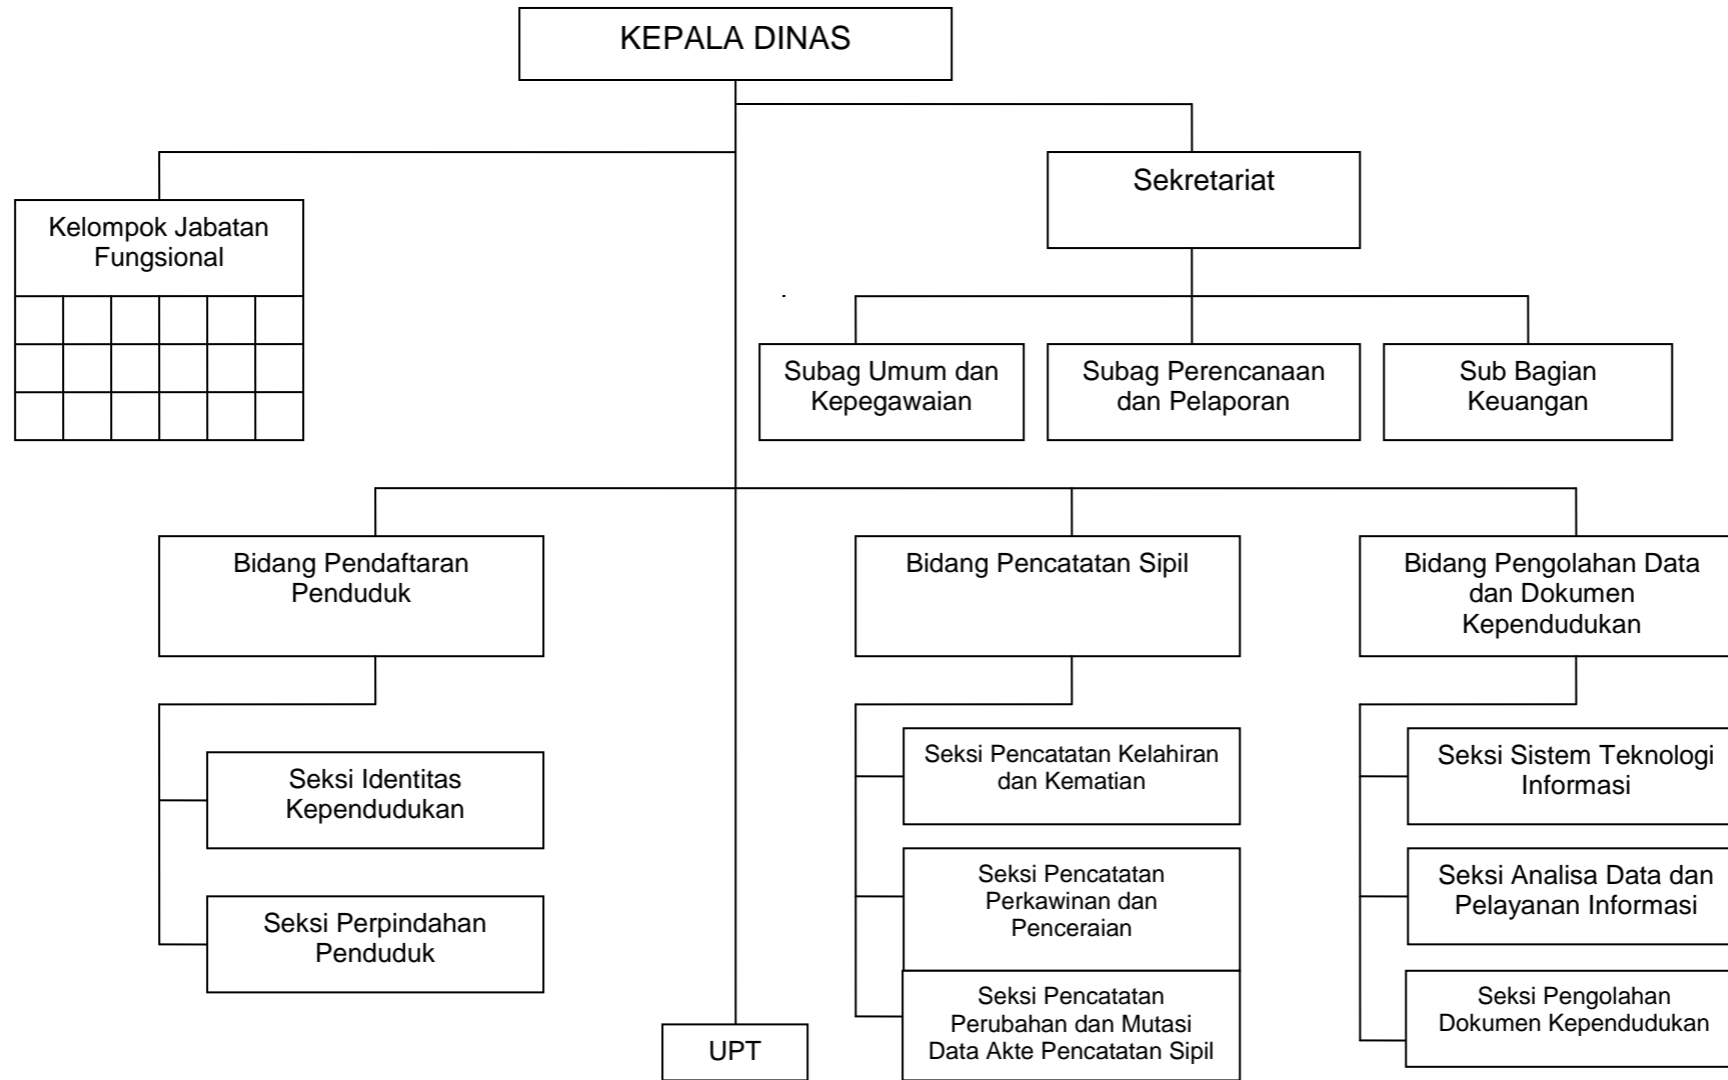 KEPALA DINAS
Sekretariat
Kelompok Jabatan
Fungsional
Subag Umum dan
Kepegawaian
Subag Perencanaan
dan Pelaporan
Sub Bagian
Keuangan
Bidang Pendaftaran
Penduduk
Bidang Pencatatan Sipil
Bidang Pengolahan Data
dan Dokumen
Kependudukan
Seksi Identitas
Kependudukan
Seksi Perpindahan
Penduduk
Seksi Pencatatan Kelahiran
dan Kematian
Seksi Pencatatan
Perkawinan dan
Penceraian
Seksi Pencatatan
Perubahan dan Mutasi
Data Akte Pencatatan Sipil
Seksi Sistem Teknologi
Informasi
Seksi Analisa Data dan
Pelayanan Informasi
Seksi Pengolahan
Dokumen Kependudukan
UPT